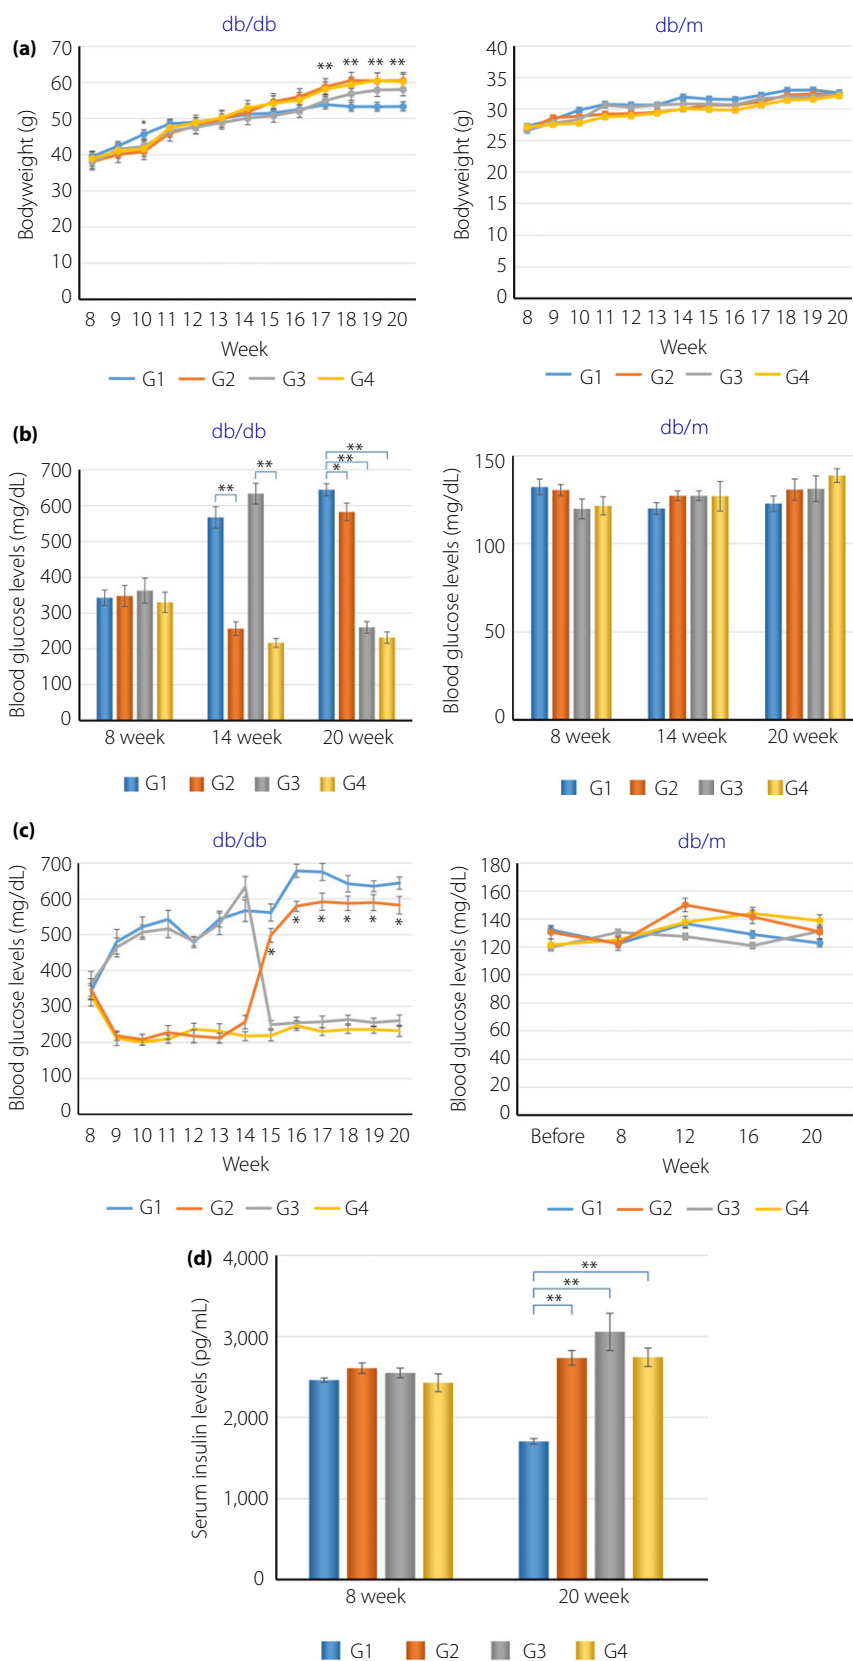 (a)
db/db
70
60
50
40
30
20
10
0
Bodyweight (g)
*
** ** ** **
8 9 10 11 12 13 14 15 16 17 18 19 20
Week
G1 G2 G3 G4
db/m
40
35
30
25
20
15
10
5
0
Bodyweight (g)
8 9 10 11 12 13 14 15 16 17 18 19 20
Week
G1 G2 G3 G4
(b)
db/db
700
600
500
400
300
200
100
0
Blood glucose levels (mg/dL)
** ** ** ** *
8 week 14 week 20 week
G1 G2 G3 G4
db/m
150
100
50
0
Blood glucose levels (mg/dL)
8 week 14 week 20 week
G1 G2 G3 G4
(c)
db/db
700
600
500
400
300
200
100
0
Blood glucose levels (mg/dL)
* * * * * *
8 9 10 11 12 13 14 15 16 17 18 19 20
Week
G1 G2 G3 G4
db/m
180
160
140
120
100
80
60
40
20
0
Blood glucose levels (mg/dL)
Before 8 12 16 20
Week
G1 G2 G3 G4
(d)
4,000
3,000
2,000
1,000
0
Serum insulin levels (pg/mL)
**
**
**
8 week 20 week
G1 G2 G3 G4